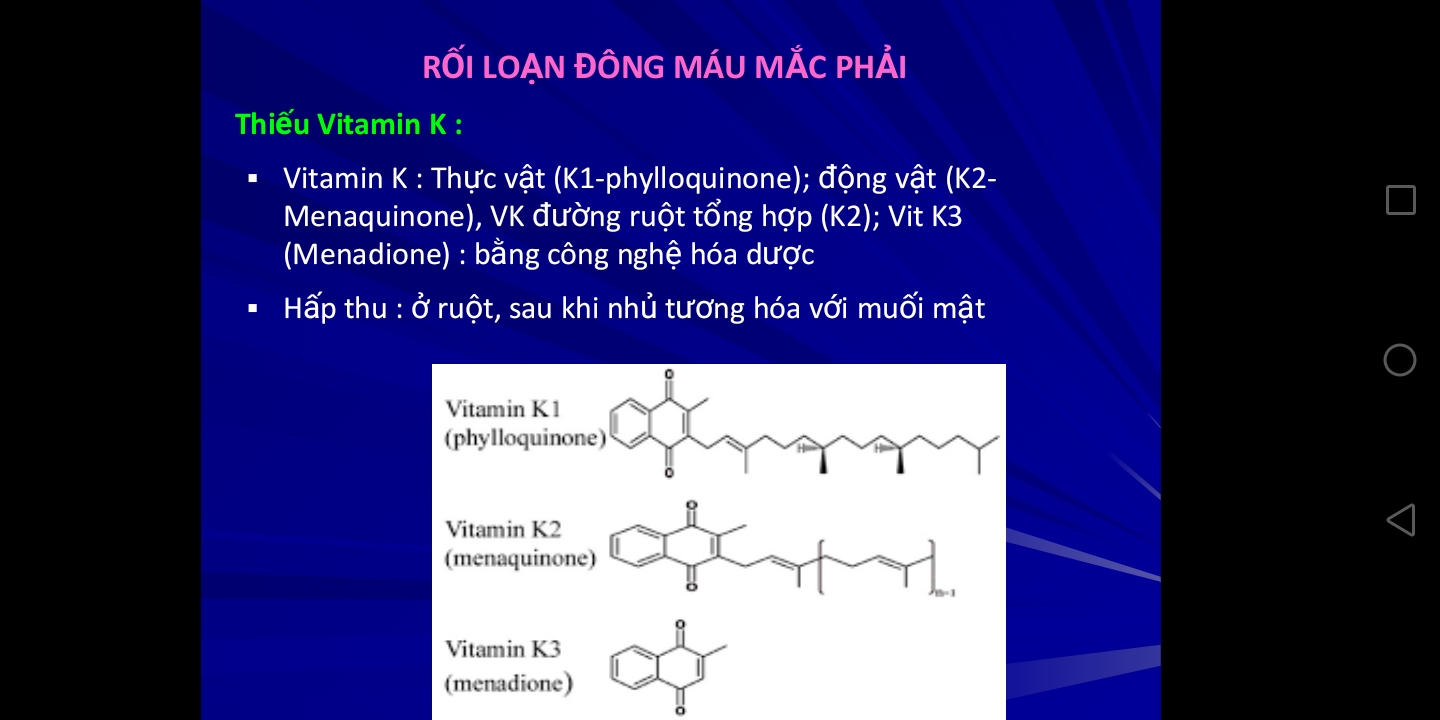 RỐI LOẠN ĐÔNG MÁU MẮC PHẢI
Thiếu Vitamin K :
▪ Vitamin K : Thực vật (K1-phylloquinone); động vật (K2-
Menaquinone), VK đường ruột tổng hợp (K2); Vit K3
(Menadione) : bằng công nghệ hóa dược
▪ Hấp thu : ở ruột, sau khi nhủ tương hóa với muối mật
O
Vitamin K1
(phylloquinone)
H
H
O
O
Vitamin K2
(menaquinone)
O
n-1
O
Vitamin K3
(menadione)
O